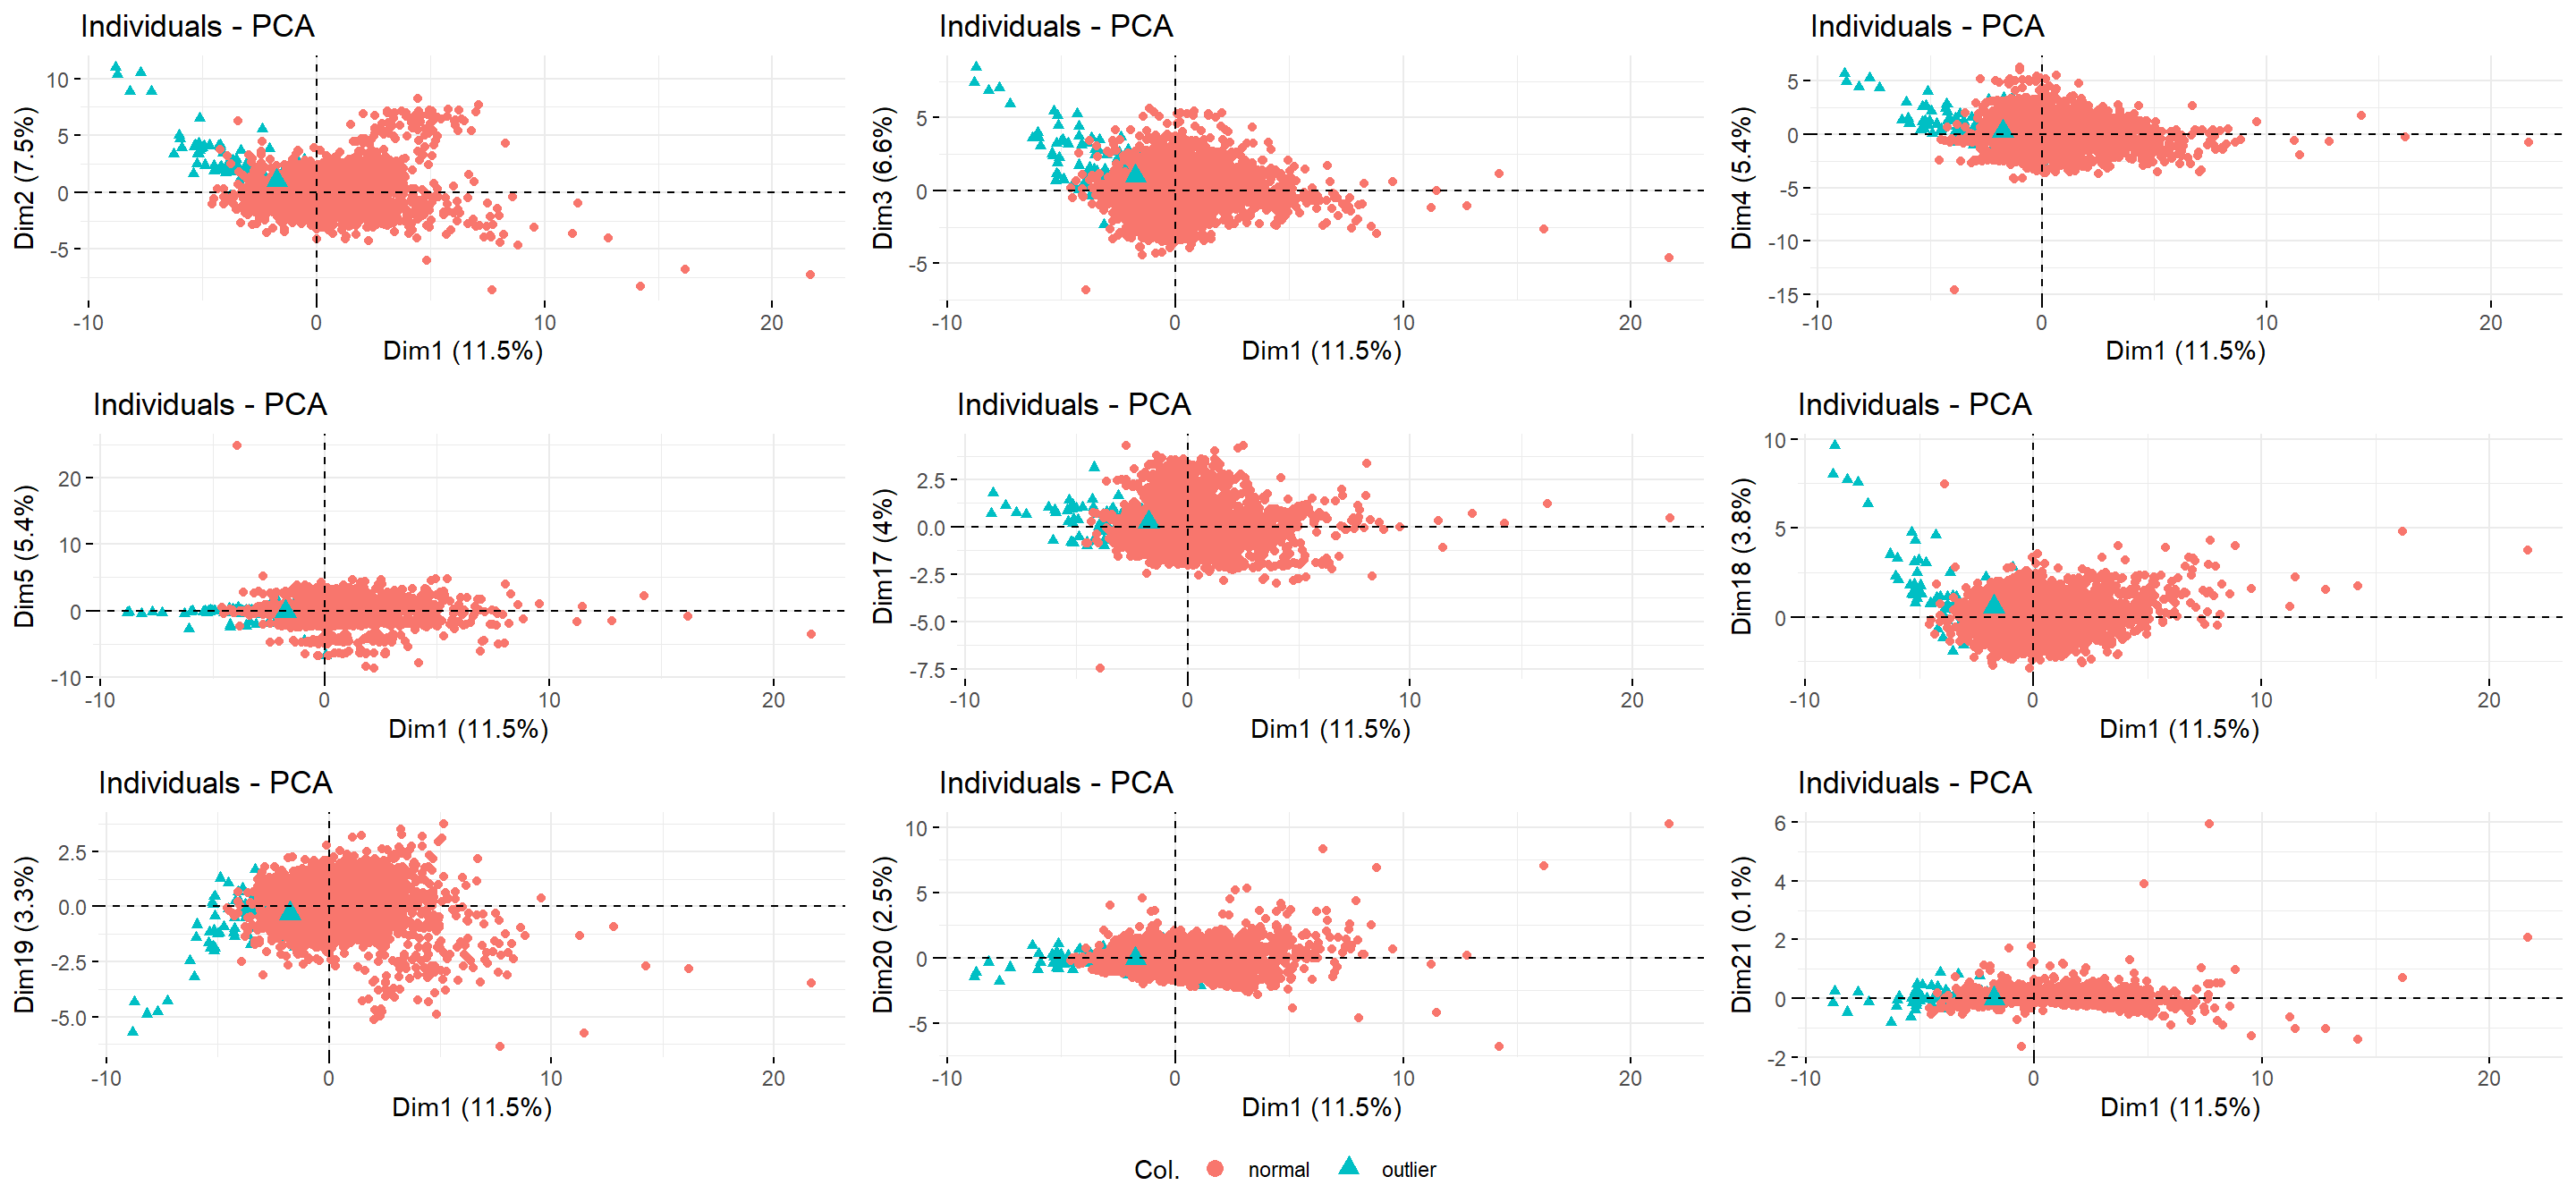 Individuals - PCA
Dim2 (7.5%)
10
5
0
-5
-10
0
10
20
Dim1 (11.5%)
Individuals - PCA
Dim3 (6.6%)
5
0
-5
-10
0
10
20
Dim1 (11.5%)
Individuals - PCA
Dim4 (5.4%)
5
0
-5
-10
-15
-10
0
10
20
Dim1 (11.5%)
Individuals - PCA
Dim5 (5.4%)
20
10
0
-10
-10
0
10
20
Dim1 (11.5%)
Individuals - PCA
Dim17 (4%)
2.5
0.0
-2.5
-5.0
-7.5
-10
0
10
20
Dim1 (11.5%)
Individuals - PCA
Dim18 (3.8%)
10
5
0
-10
0
10
20
Dim1 (11.5%)
Individuals - PCA
Dim19 (3.3%)
2.5
0.0
-2.5
-5.0
-10
0
10
20
Dim1 (11.5%)
Individuals - PCA
Dim20 (2.5%)
10
5
0
-5
-10
0
10
20
Dim1 (11.5%)
Individuals - PCA
Dim21 (0.1%)
6
4
2
0
-2
-10
0
10
20
Dim1 (11.5%)
Col. normal outlier